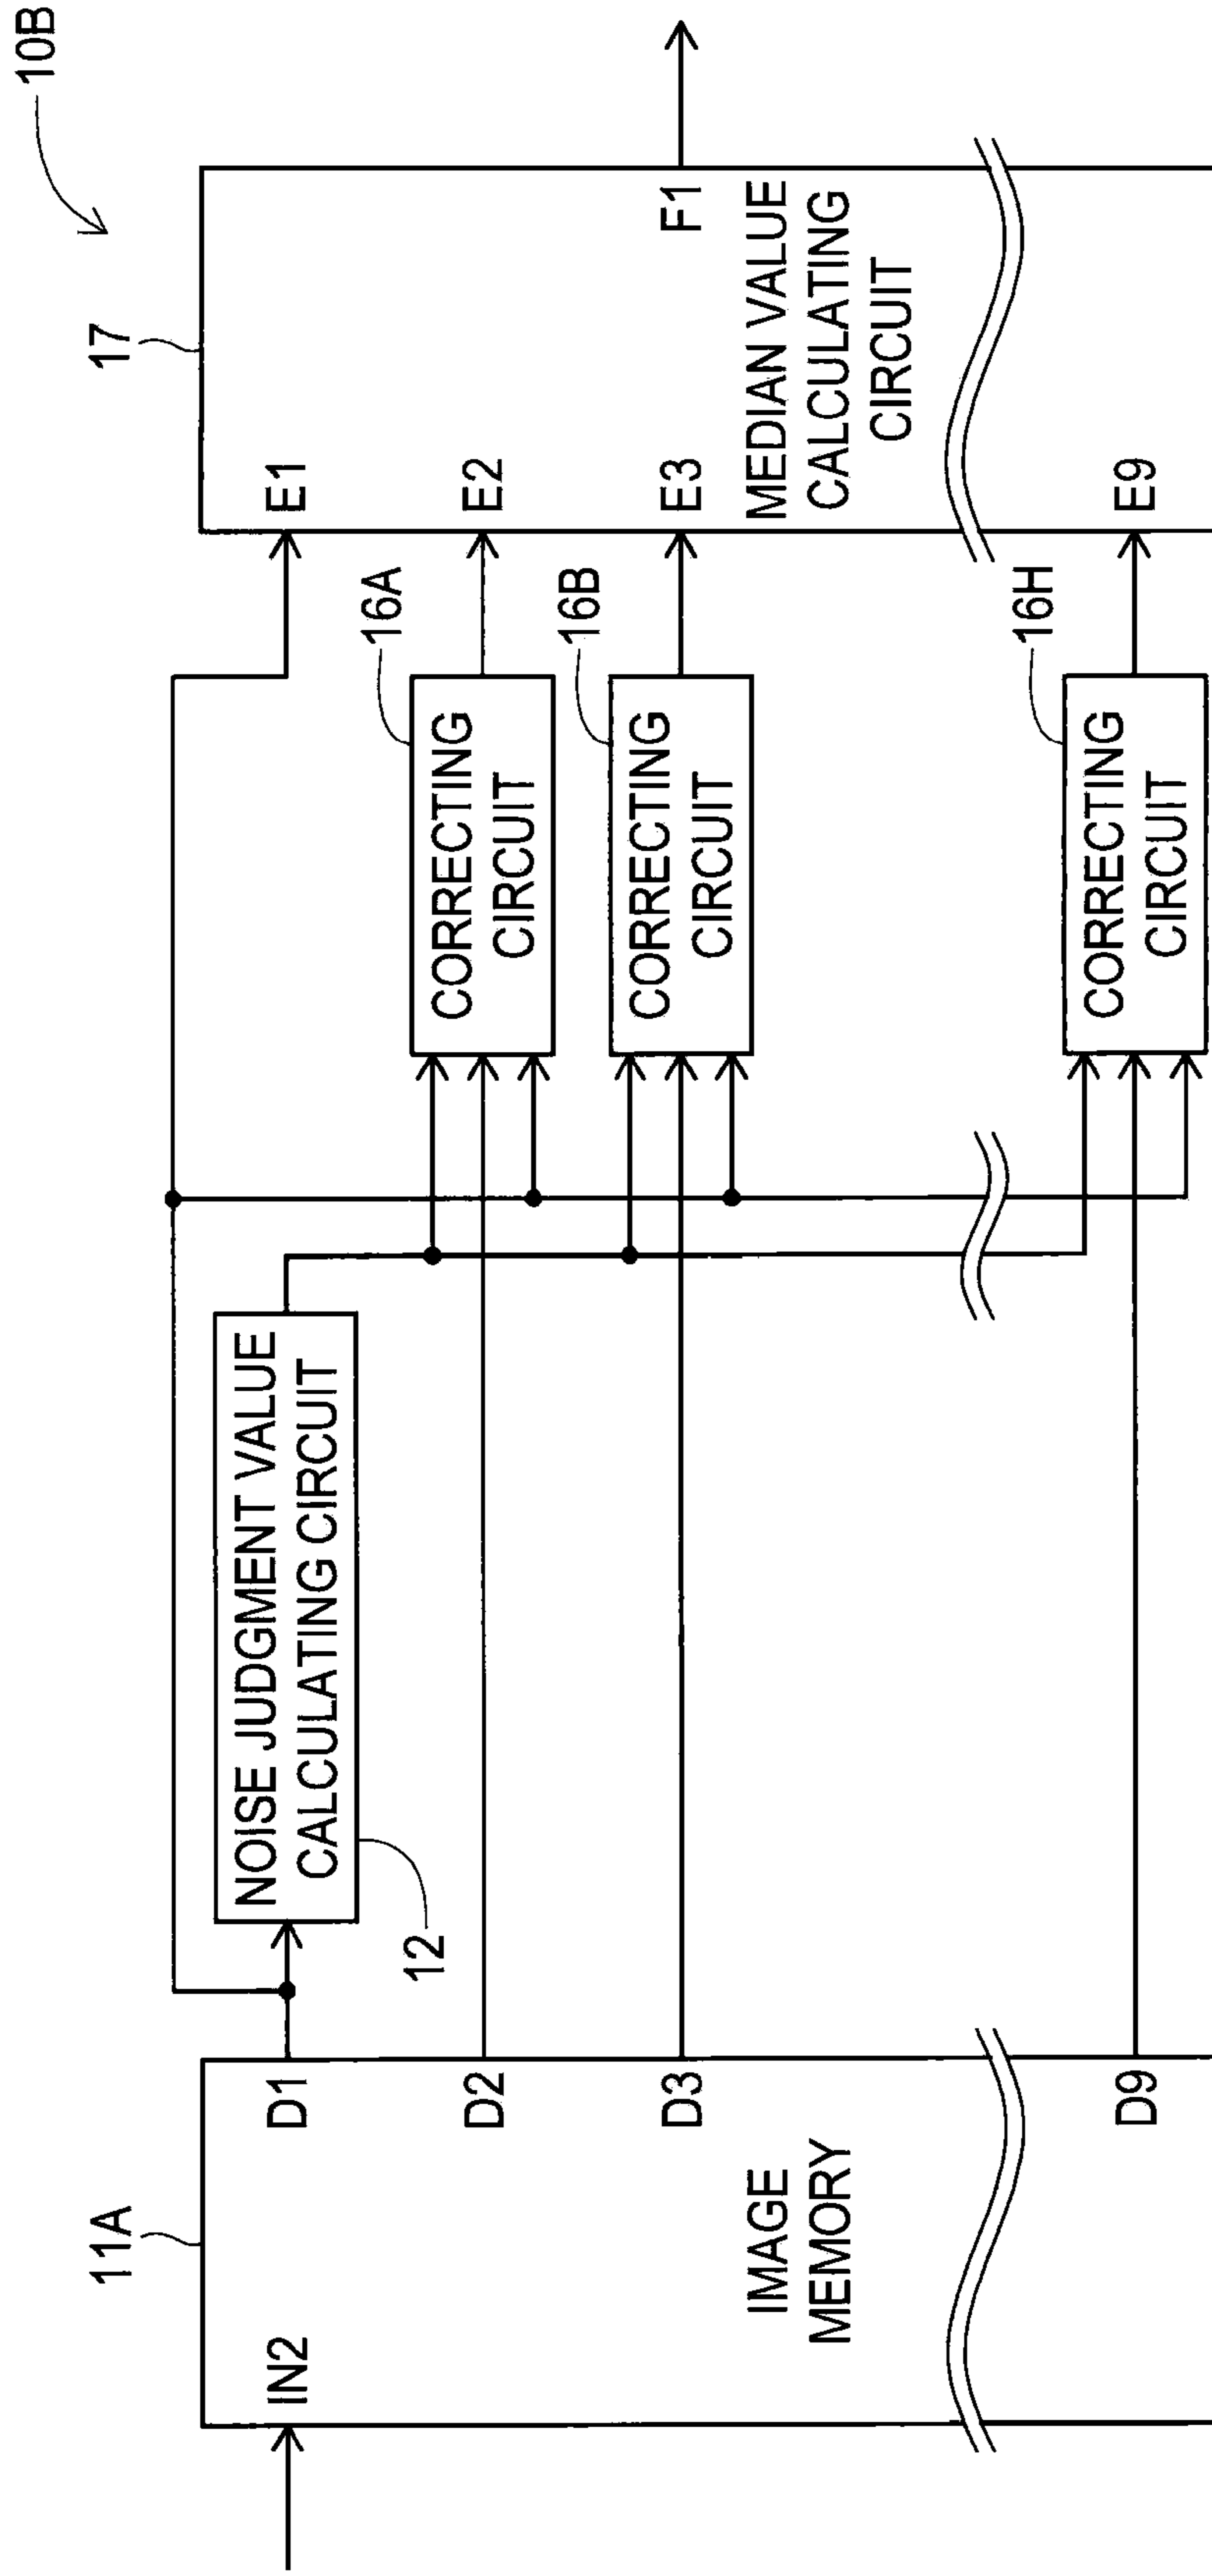 10B
11A
IN2
D1
D2
D3
D9
IMAGE
MEMORY
NOISE JUDGMENT VALUE
CALCULATING CIRCUIT
12
16A
CORRECTING
CIRCUIT
16B
CORRECTING
CIRCUIT
16H
CORRECTING
CIRCUIT
17
E1
E2
E3
E9
F1
MEDIAN VALUE
CALCULATING
CIRCUIT